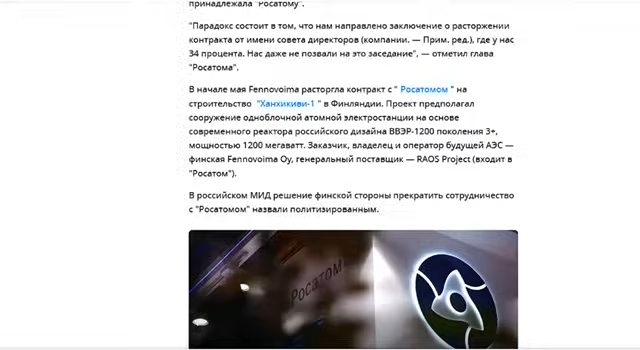 принадлежала "Росатому".
"Парадокс состоит в том, что нам направлено заключение о расторжении
контракта от имени совета директоров (компании. — Прим. ред.), где у нас
34 процента. Нас даже не позвали на это заседание", — отметил глава
"Росатома".
В начале мая Fennovoima расторгла контракт с " Росатомом " на
строительство "Ханхикиви-1 " в Финляндии. Проект предполагал
сооружение одноблочной атомной электростанции на основе
современного реактора российского дизайна ВВЭР-1200 поколения 3+,
мощностью 1200 мегаватт. Заказчик, владелец и оператор будущей АЭС —
финская Fennovoima Oy, генеральный поставщик — RAOS Project (входит в
"Росатом").
В российском МИД решение финской стороны прекратить сотрудничество
с "Росатомом" назвали политизированным.
Росатом